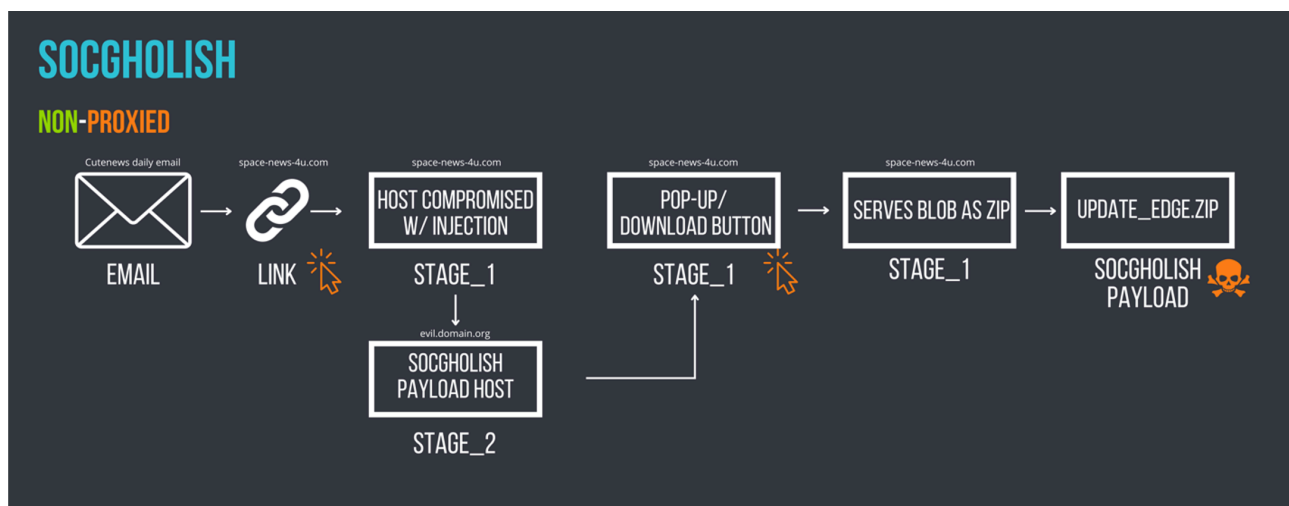 SOCGHOLISH
NON-PROXIED
Cutenews daily email
EMAIL
space-news-4u.com
LINK
space-news-4u.com
HOST COMPROMISED
W/ INJECTION
STAGE_1
evil.domain.org
SOCGHOLISH
PAYLOAD HOST
STAGE_2
space-news-4u.com
POP-UP/
DOWNLOAD BUTTON
STAGE_1
space-news-4u.com
SERVES BLOB AS ZIP
STAGE_1
UPDATE_EDGE.ZIP
SOCGHOLISH
PAYLOAD